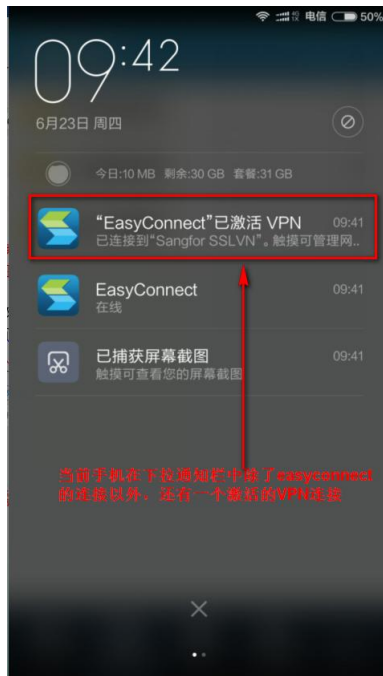 电信 50%
09:42
6月23日 周四
今日:10 MB 剩余:30 GB 套餐:31 GB
“EasyConnect”已激活 VPN 09:41
已连接到“Sangfor SSLVN”。触摸可管理网..
EasyConnect 09:41
在线
已捕获屏幕截图 09:41
触摸可查看您的屏幕截图
当前手机在下拉通知栏中除了easyconnect
的连接以外，还有一个激活的VPN连接